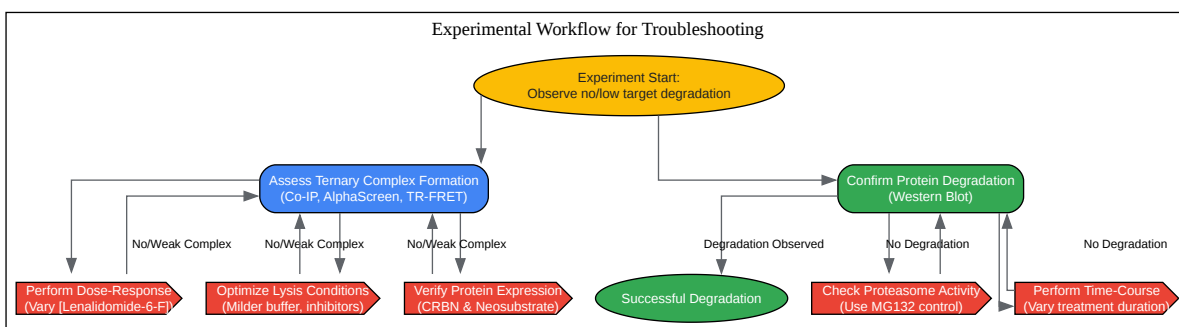 Experimental Workflow for Troubleshooting
Experiment Start:
Observe no/low target degradation
Assess Ternary Complex Formation
(Co-IP, AlphaScreen, TR-FRET)
Confirm Protein Degradation
(Western Blot)
No/Weak Complex
No/Weak Complex
No/Weak Complex
Degradation Observed
No Degradation
No Degradation
Perform Dose-Response
(Vary [Lenalidomide-6-F])
Optimize Lysis Conditions
(Milder buffer, inhibitors)
Verify Protein Expression
(CRBN & Neosubstrate)
Successful Degradation
Check Proteasome Activity
(Use MG132 control)
Perform Time-Course
(Vary treatment duration)